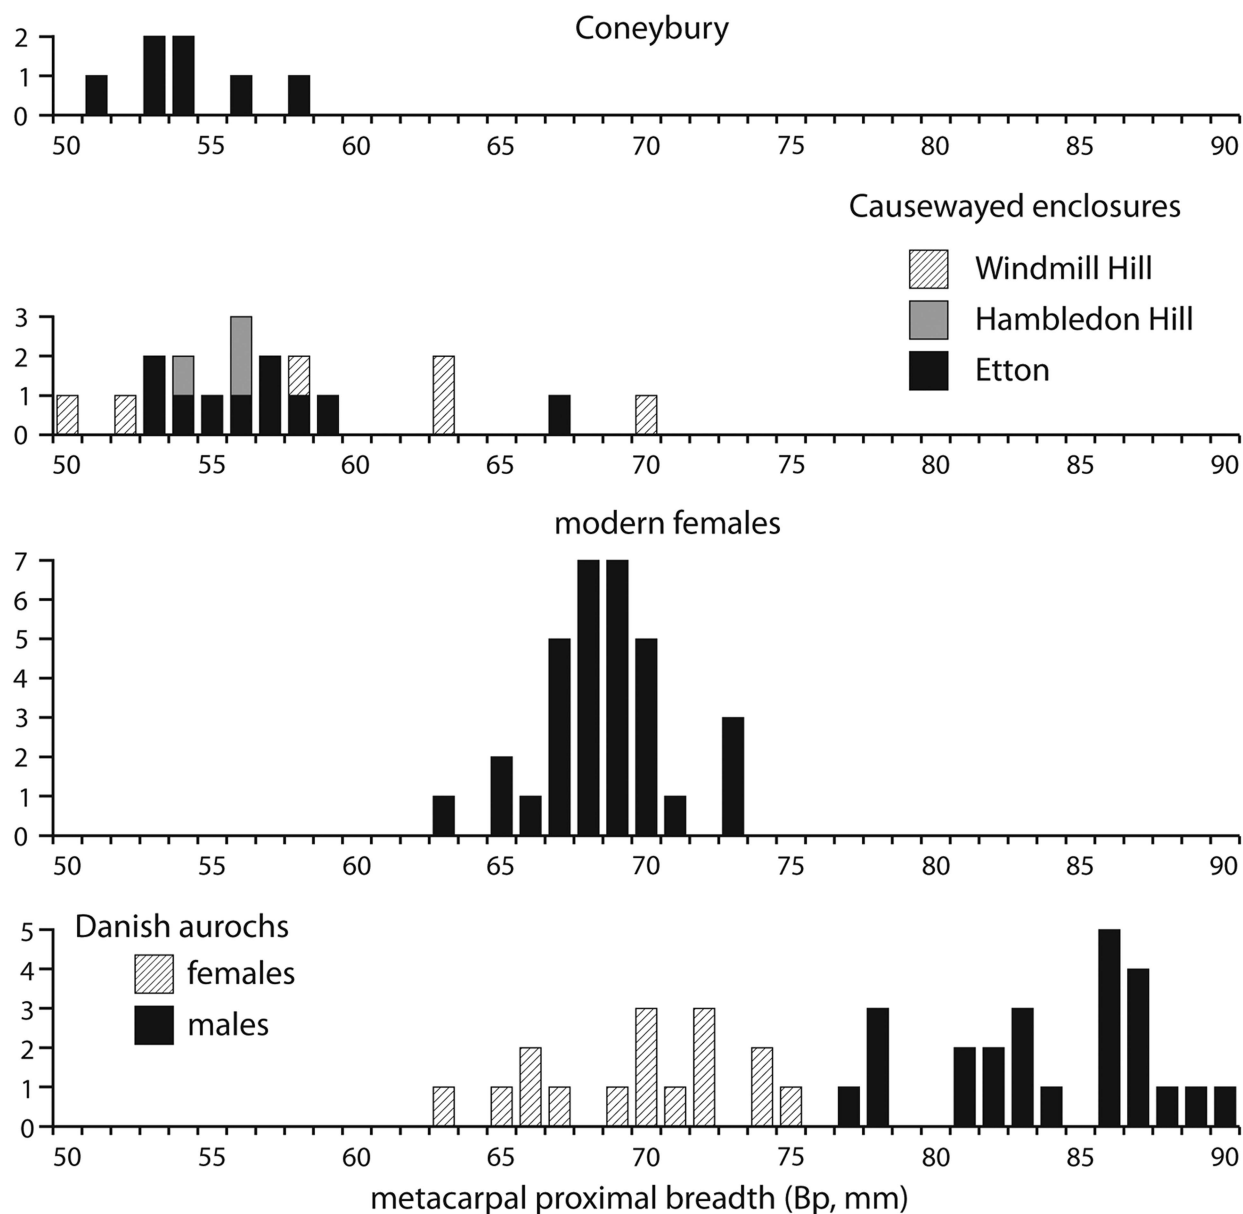 Coneybury
2
1
0
50 55 60 65 70 75 80 85 90
Causewayed enclosures
Windmill Hill
Hambledon Hill
Etton
3
2
1
0
50 55 60 65 70 75 80 85 90
modern females
7
6
5
4
3
2
1
0
50 55 60 65 70 75 80 85 90
Danish aurochs
females
males
5
4
3
2
1
0
50 55 60 65 70 75 80 85 90
metacarpal proximal breadth (Bp, mm)